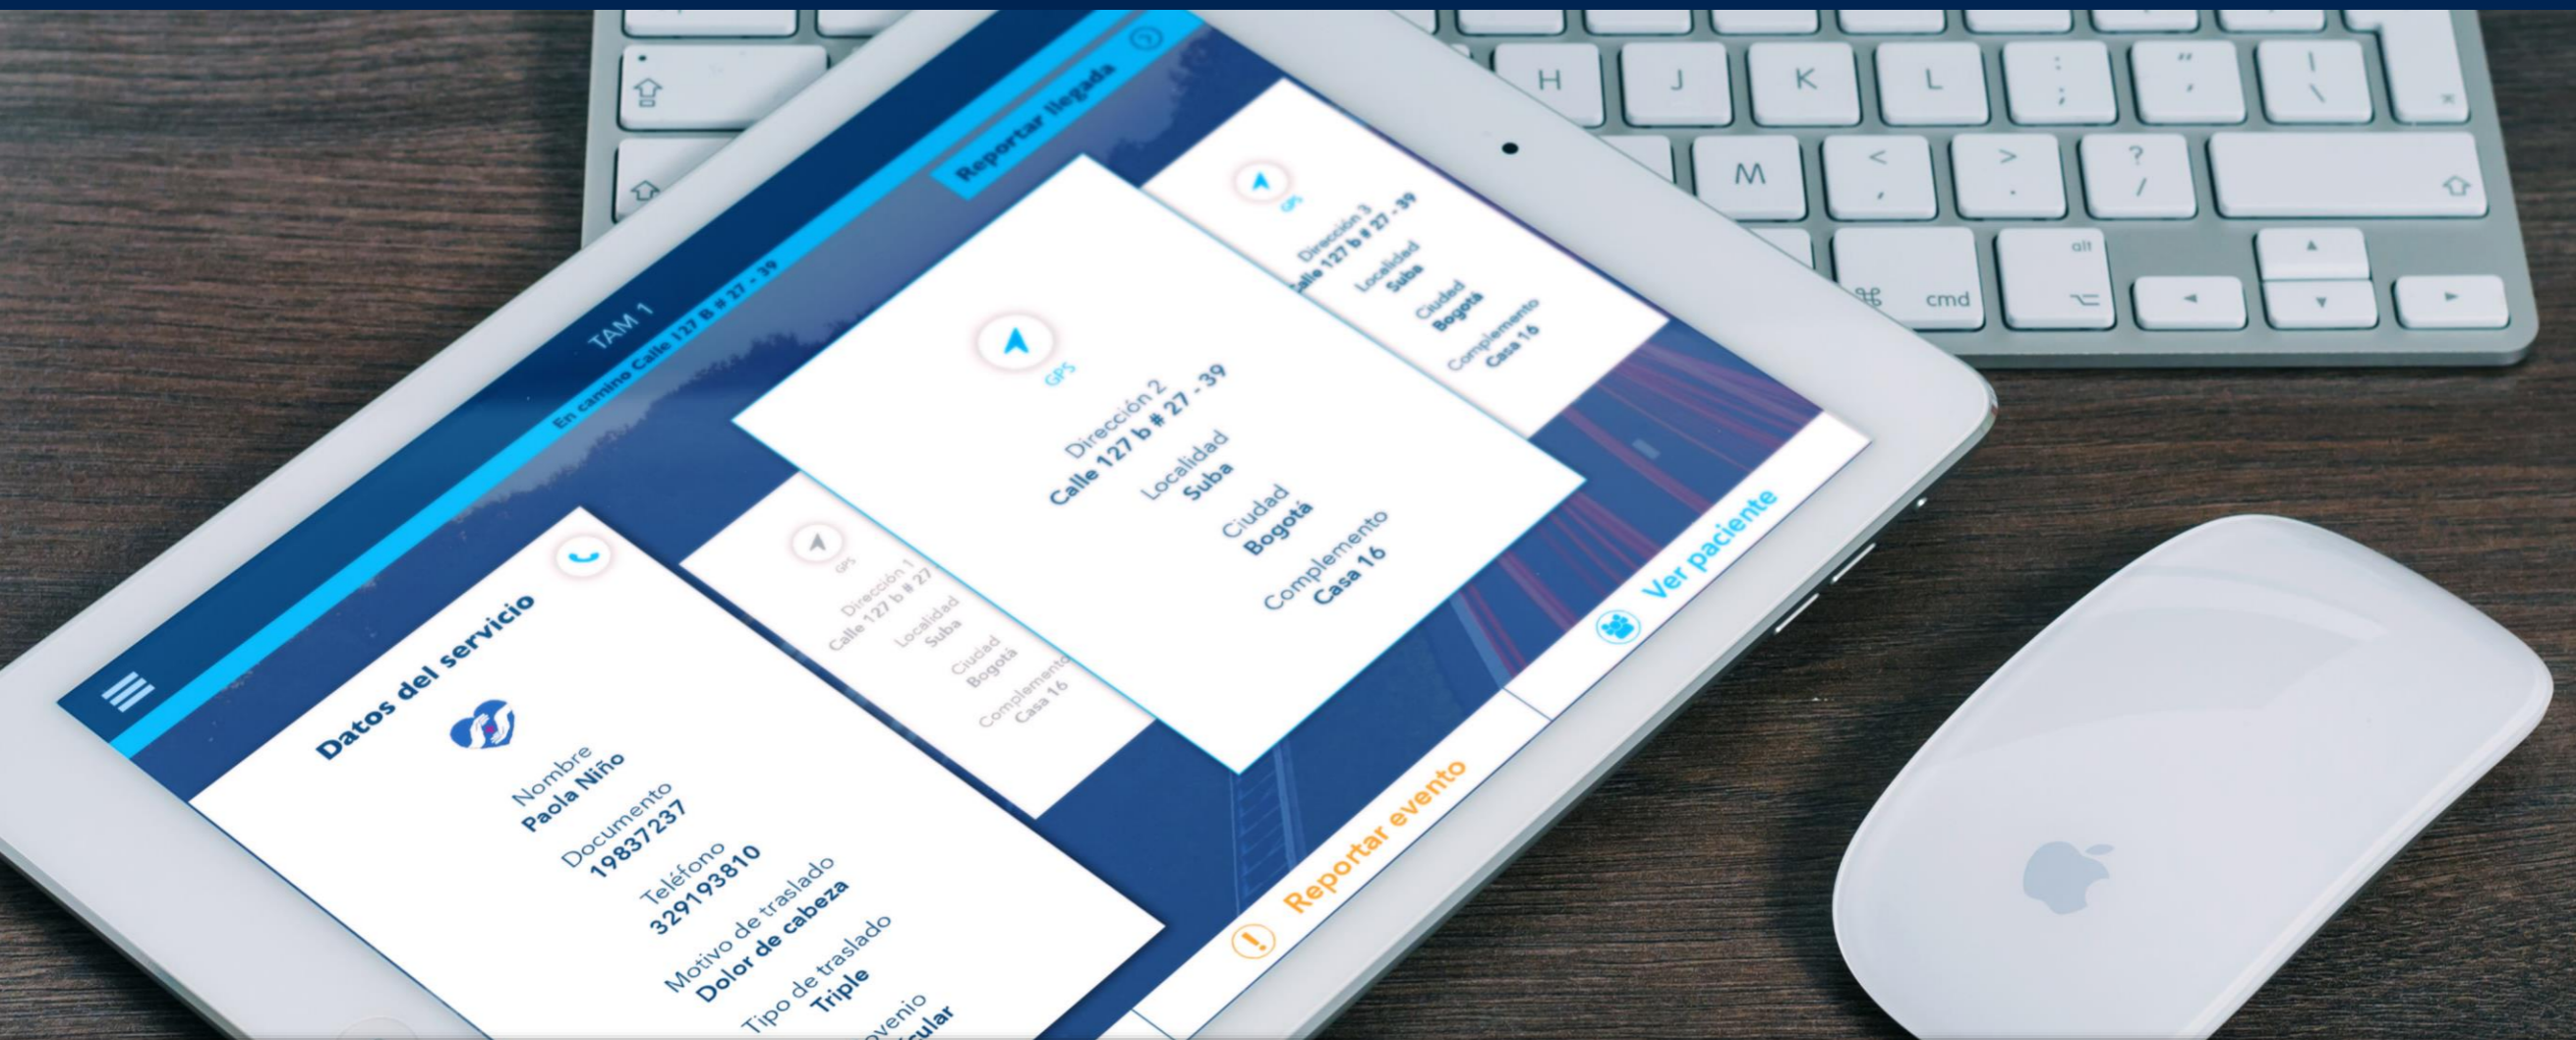 TAM 1
En camino Calle 127 B # 27 - 39
Reportar llegada
Datos del servicio
Nombre
Paola Niño
Documento
19837237
Teléfono
329193810
Motivo de traslado
Dolor de cabeza
Tipo de traslado
Triple
GPS
Dirección 1
Calle 127 b # 27
Localidad
Suba
Ciudad
Bogotá
Complemento
Casa 16
GPS
Dirección 2
Calle 127 b # 27 - 39
Localidad
Suba
Ciudad
Bogotá
Complemento
Casa 16
GPS
Dirección 3
Calle 127 b # 27 - 39
Localidad
Suba
Ciudad
Bogotá
Complemento
Casa 16
Reportar evento
Ver paciente
H J K L : ; " ' | \
M < , > . ? /
⌘ cmd alt